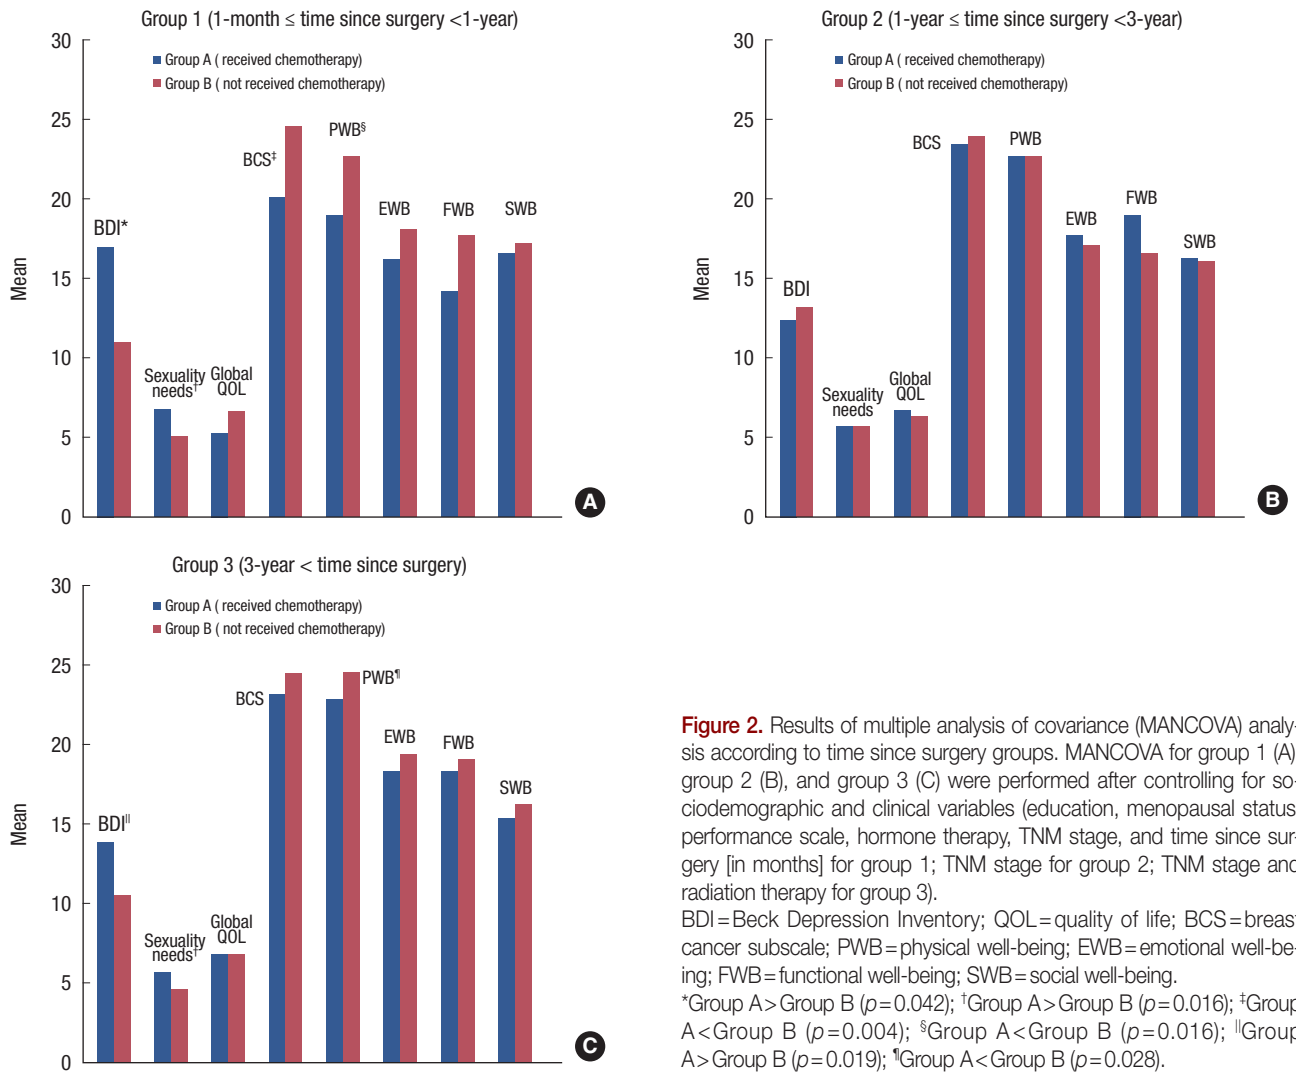 Group 1 (1-month ≤ time since surgery <1-year)
30
25
20
15
10
5
0
Mean
Group A ( received chemotherapy)
Group B ( not received chemotherapy)
BDI*
Sexuality
needs†
Global
QOL
BCS‡
PWB§
EWB
FWB
SWB
A
Group 2 (1-year ≤ time since surgery <3-year)
30
25
20
15
10
5
0
Mean
Group A ( received chemotherapy)
Group B ( not received chemotherapy)
BDI
Sexuality
needs
Global
QOL
BCS
PWB
EWB
FWB
SWB
B
Group 3 (3-year < time since surgery)
30
25
20
15
10
5
0
Mean
Group A ( received chemotherapy)
Group B ( not received chemotherapy)
BDI||
Sexuality
needs†
Global
QOL
BCS
PWB¶
EWB
FWB
SWB
C
Figure 2. Results of multiple analysis of covariance (MANCOVA) analy-
sis according to time since surgery groups. MANCOVA for group 1 (A)
group 2 (B), and group 3 (C) were performed after controlling for so-
ciodemographic and clinical variables (education, menopausal status
performance scale, hormone therapy, TNM stage, and time since sur-
gery [in months] for group 1; TNM stage for group 2; TNM stage and
radiation therapy for group 3).
BDI=Beck Depression Inventory; QOL=quality of life; BCS=breast
cancer subscale; PWB=physical well-being; EWB=emotional well-be-
ing; FWB=functional well-being; SWB=social well-being.
*Group A>Group B (p=0.042); †Group A>Group B (p=0.016); ‡Group
A<Group B (p=0.004); §Group A<Group B (p=0.016); ||Group
A>Group B (p=0.019); ¶Group A<Group B (p=0.028).